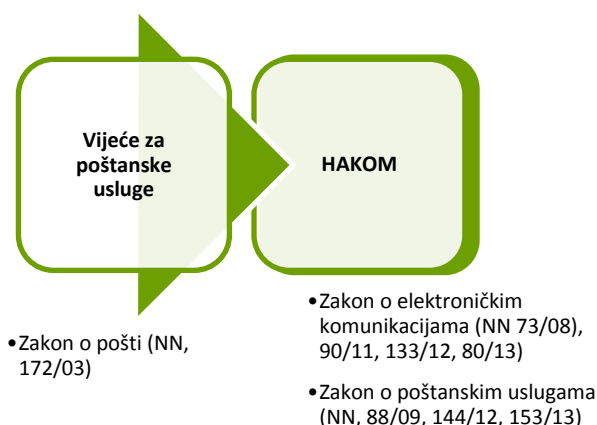 Vijeće za
poštanske
usluge
HAKOM
•Zakon o pošti (NN,
172/03)
•Zakon o elektroničkim
komunikacijama (NN 73/08),
90/11, 133/12, 80/13)
•Zakon o poštanskim uslugama
(NN, 88/09, 144/12, 153/13)